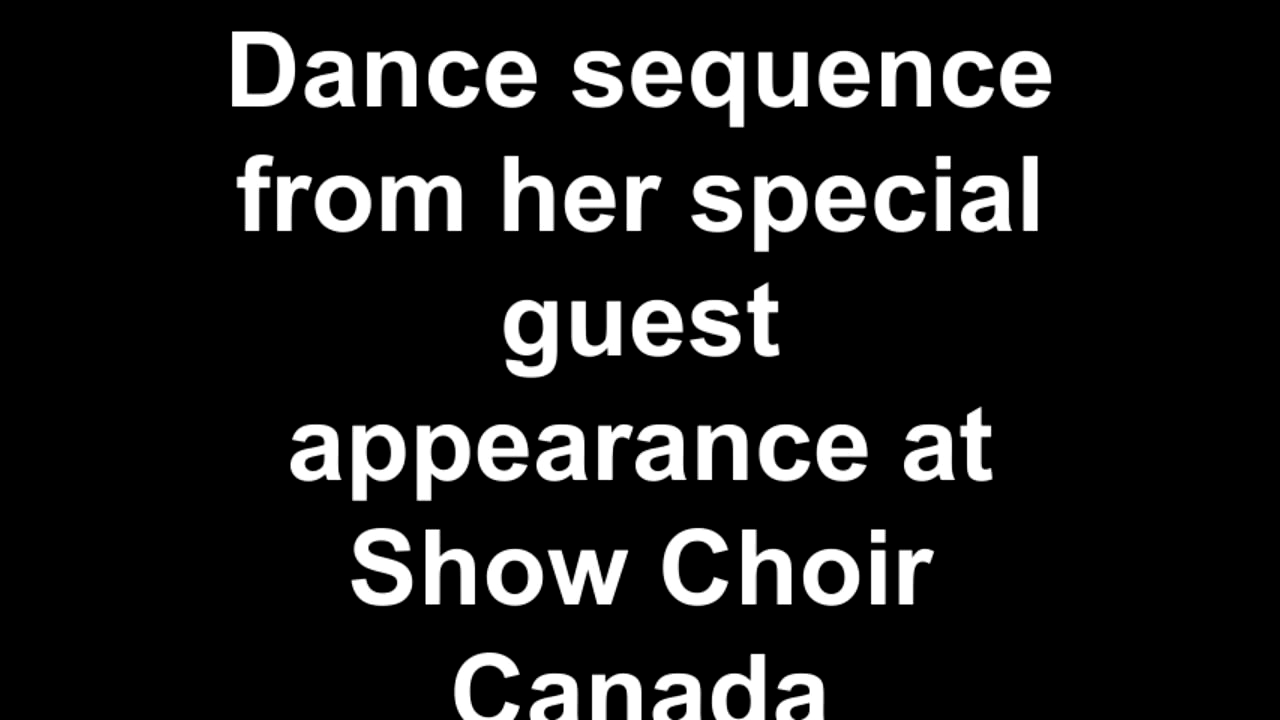 Dance sequence
from her special
guest
appearance at
Show Choir
Canada